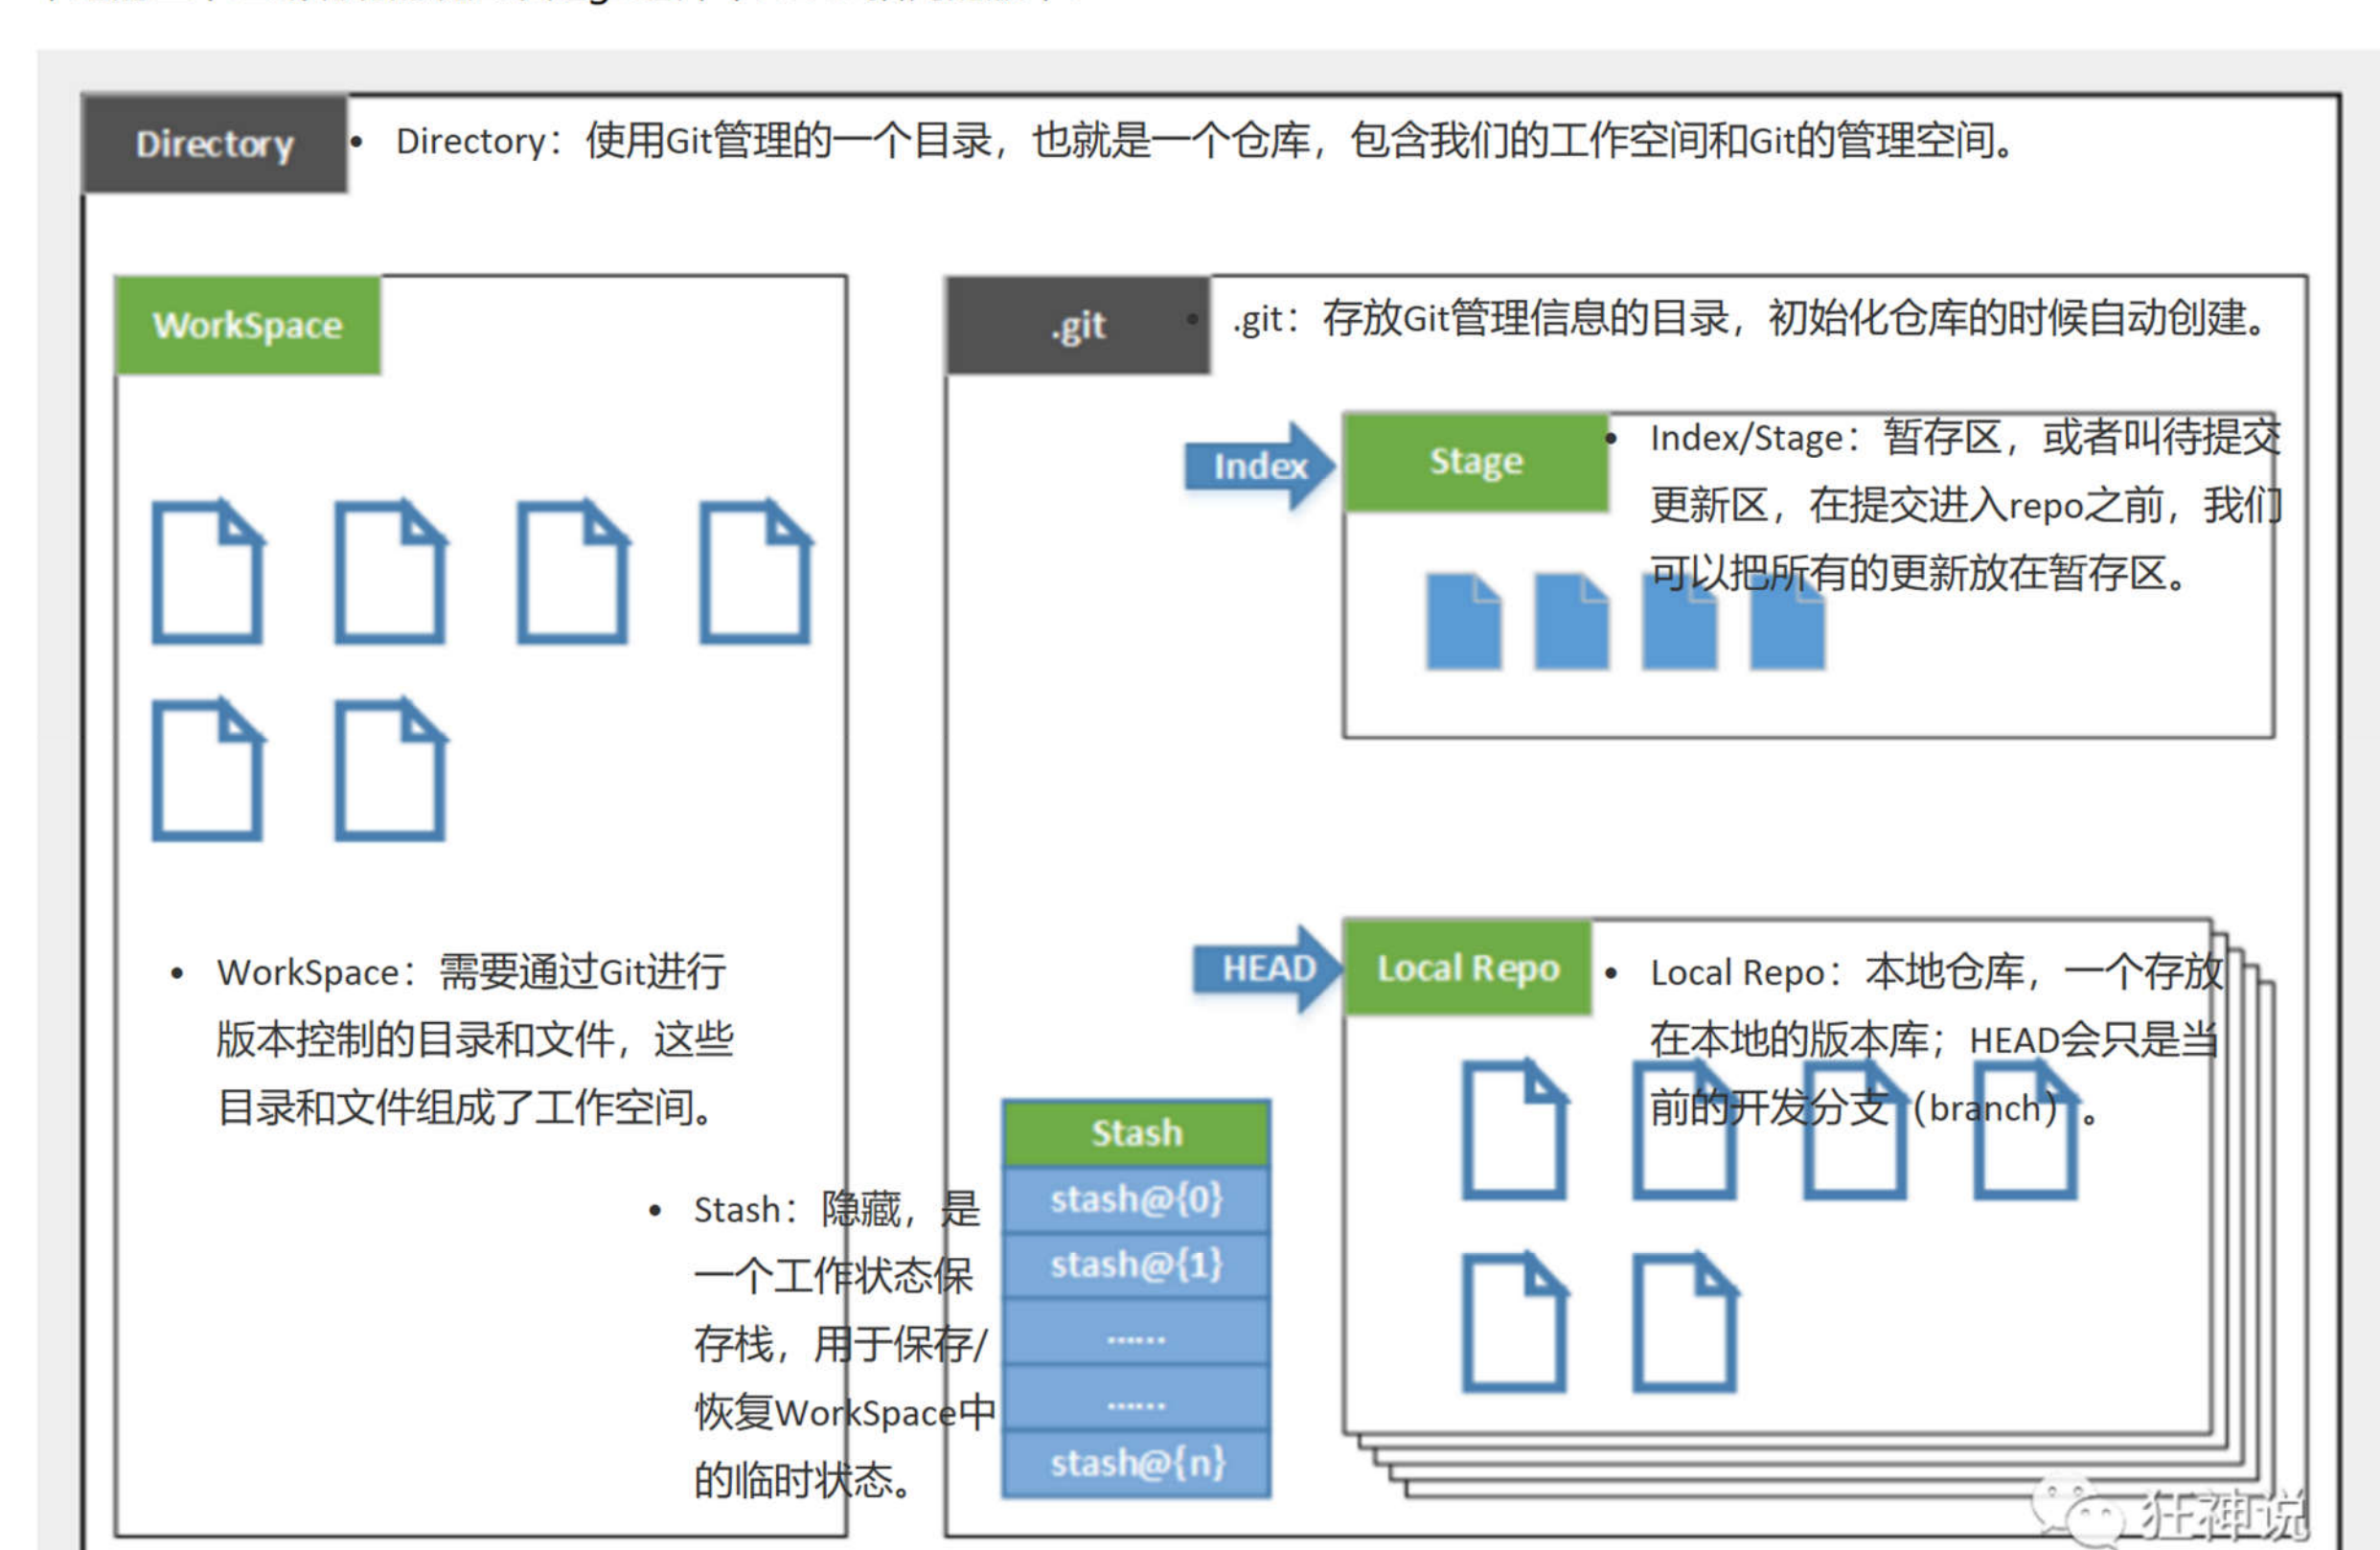 Directory
• Directory：使用Git管理的一个目录，也就是一个仓库，包含我们的工作空间和Git的管理空间。
WorkSpace
.git
• .git：存放Git管理信息的目录，初始化仓库的时候自动创建。
Index
Stage
• Index/Stage：暂存区，或者叫待提交
更新区，在提交进入repo之前，我们
可以把所有的更新放在暂存区。
• WorkSpace：需要通过Git进行
版本控制的目录和文件，这些
目录和文件组成了工作空间。
HEAD
Local Repo
• Local Repo：本地仓库，一个存放
在本地的版本库；HEAD会只是当
前的开发分支（branch）。
• Stash：隐藏，是
一个工作状态保
存栈，用于保存/
恢复WorkSpace中
的临时状态。
Stash
stash@{0}
stash@{1}
......
......
stash@{n}
狂神说